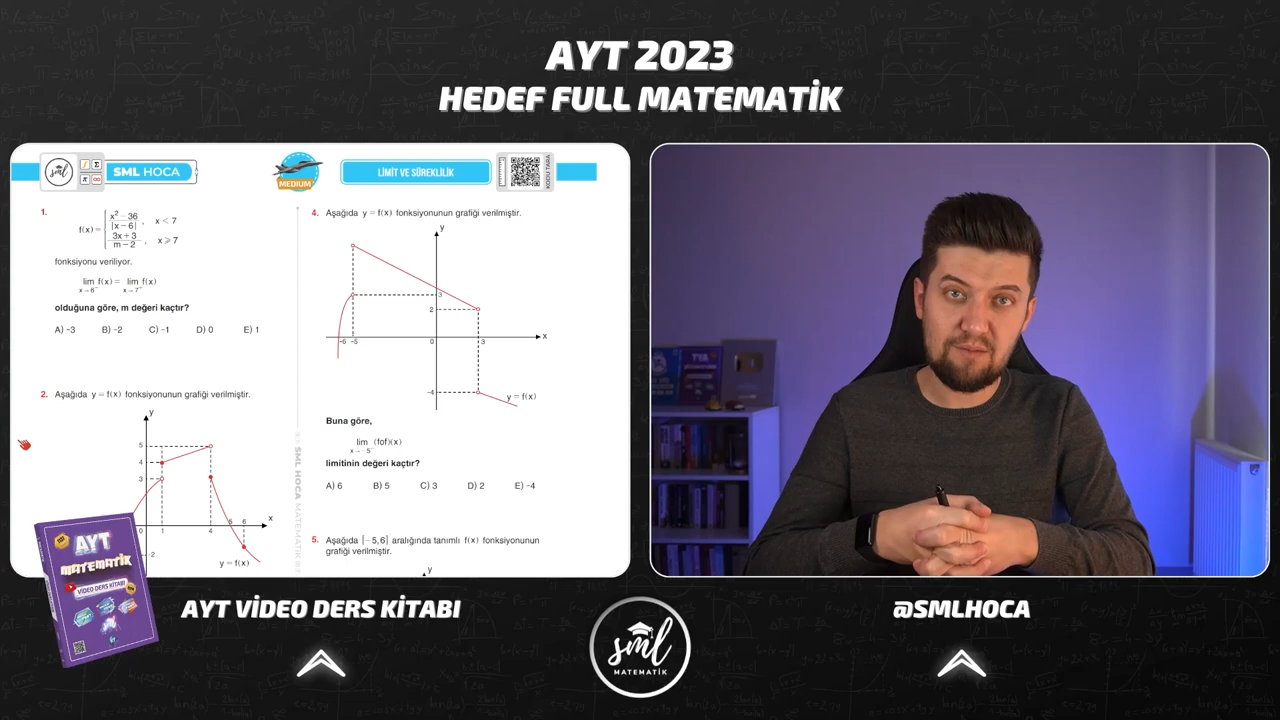 AYT 2023
HEDEF FULL MATEMATİK
sml
SML HOCA
MEDIUM
LİMİT VE SÜREKLİLİK
KODU TARA
1.
f(x) = { x² − 36 / |x − 6| , x < 7
3x + 3 / m − 2 , x ⩾ 7
fonksiyonu veriliyor.
lim x→6⁻ f(x) = lim x→7⁺ f(x)
olduğuna göre, m değeri kaçtır?
A) -3 B) -2 C) -1 D) 0 E) 1
2. Aşağıda y = f(x) fonksiyonunun grafiği verilmiştir.
y
5
4
3
0 1 4 5 6 x
-2
y = f(x)
SML HOCA MATEMATİK
4. Aşağıda y = f(x) fonksiyonunun grafiği verilmiştir.
y
3
2
-6 -5 0 3 x
-4
y = f(x)
Buna göre,
lim x→-5⁻ (fof)(x)
limitinin değeri kaçtır?
A) 6 B) 5 C) 3 D) 2 E) -4
5. Aşağıda [−5,6] aralığında tanımlı f(x) fonksiyonunun
grafiği verilmiştir.
y
AYT
MATEMATİK
VİDEO DERS KİTABI
AYT VİDEO DERS KİTABI
sml
MATEMATİK
@SMLHOCA